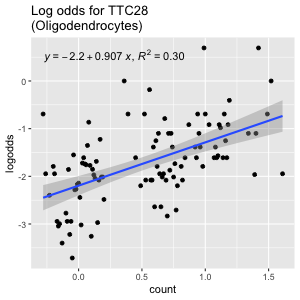 Log odds for TTC28
(Oligodendrocytes)
y = −2.2 + 0.907 x, R² = 0.30
0
-1
-2
-3
logodds
0.0 0.5 1.0 1.5
count